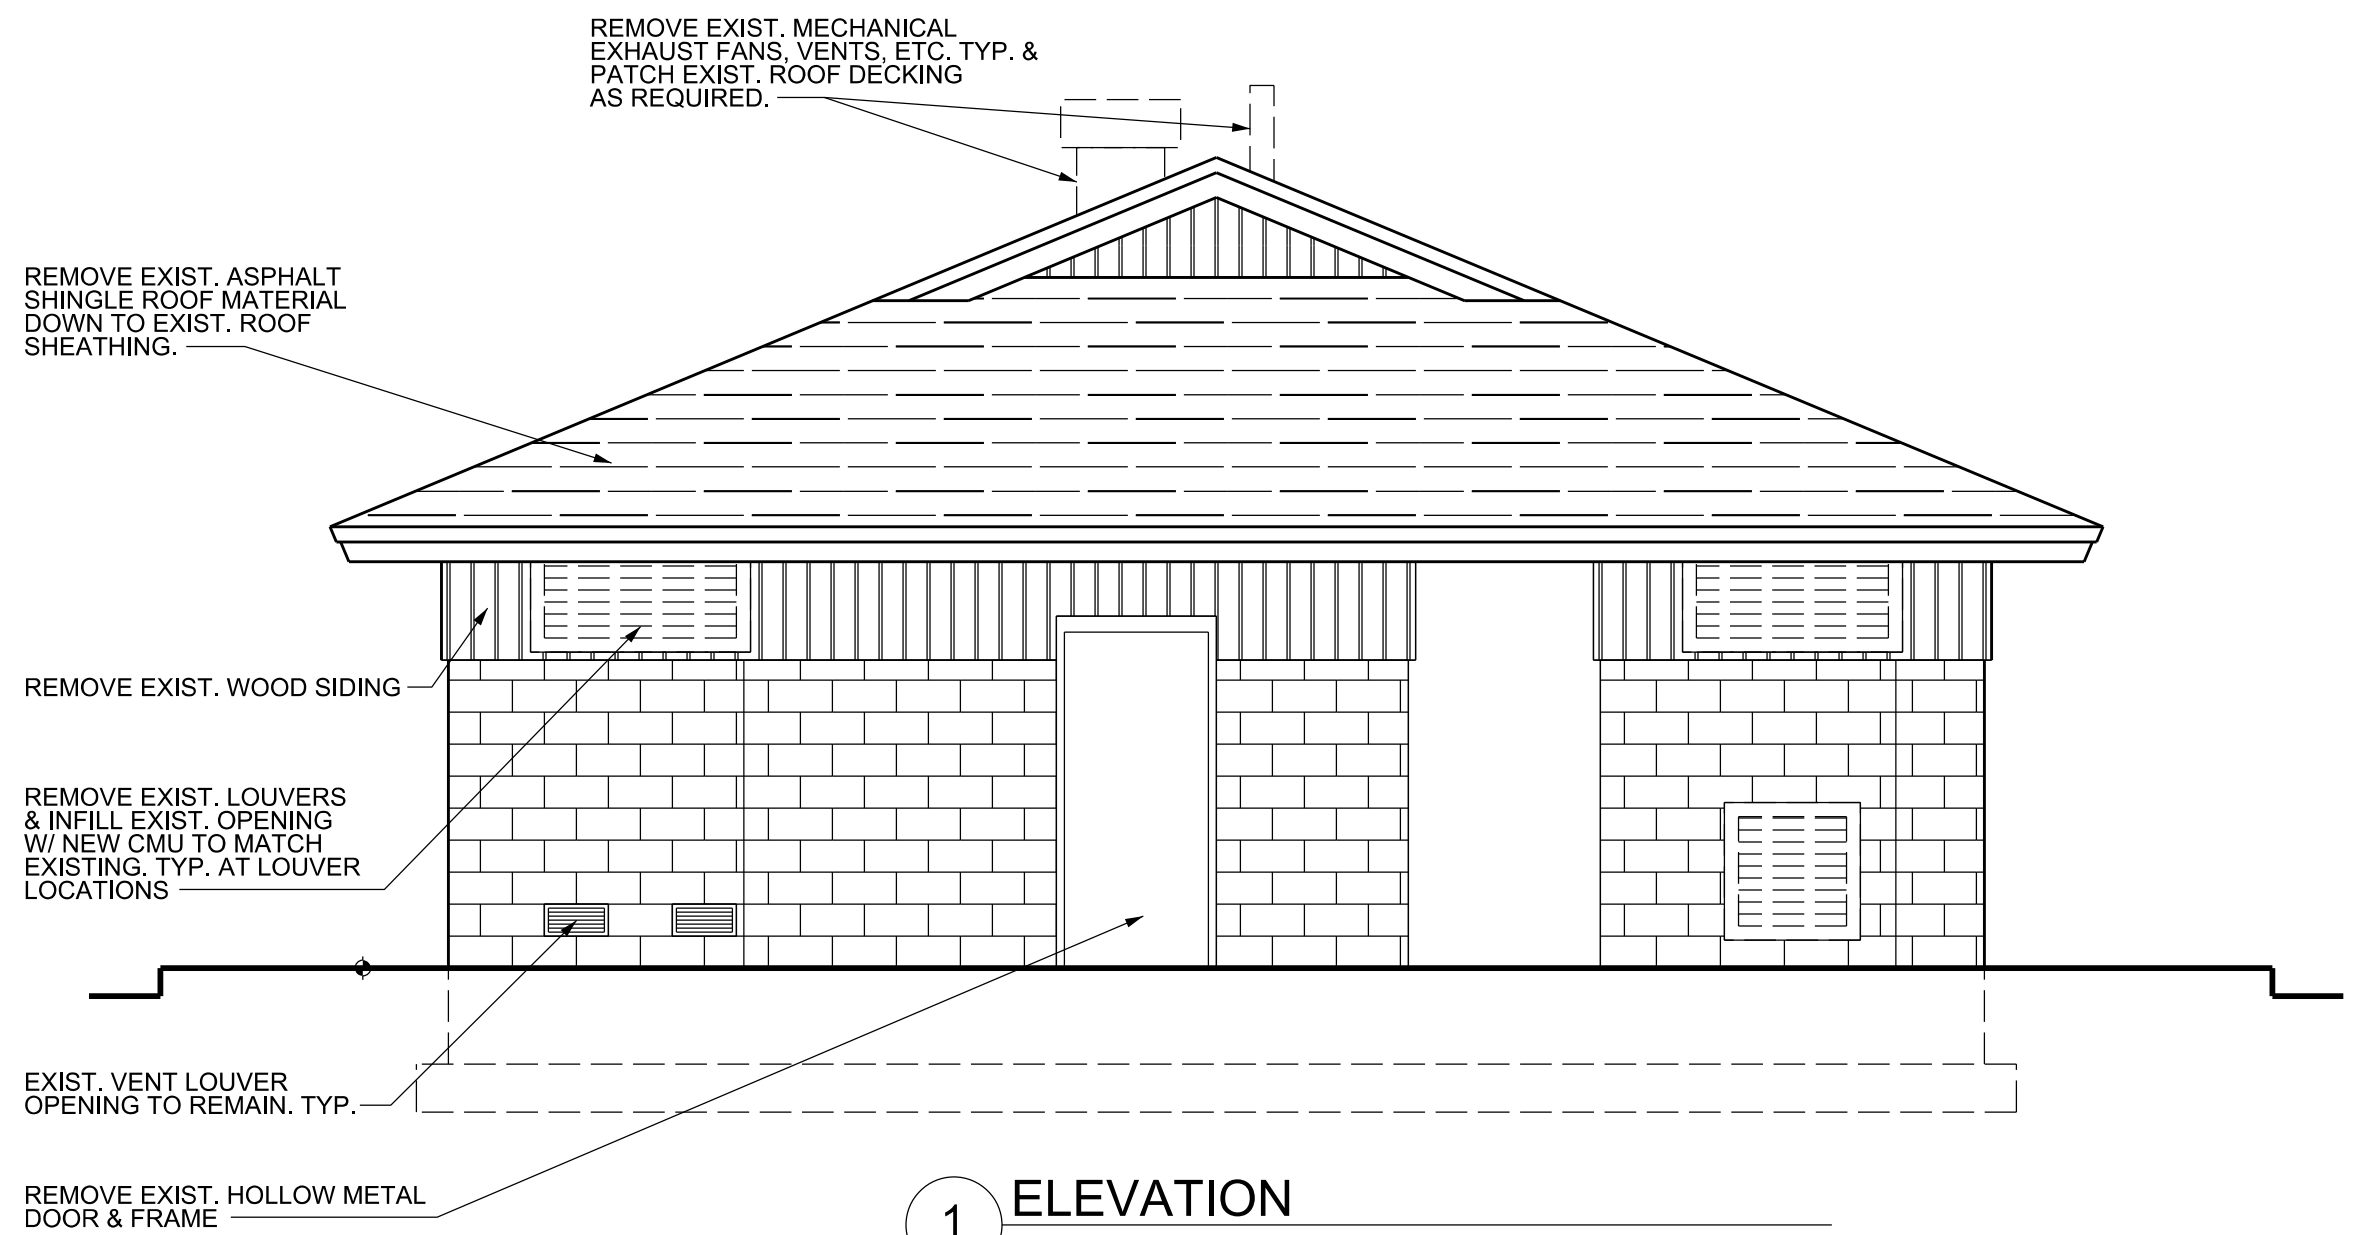 REMOVE EXIST. MECHANICAL
EXHAUST FANS, VENTS, ETC. TYP. &
PATCH EXIST. ROOF DECKING
AS REQUIRED.
REMOVE EXIST. ASPHALT
SHINGLE ROOF MATERIAL
DOWN TO EXIST. ROOF
SHEATHING.
REMOVE EXIST. WOOD SIDING
REMOVE EXIST. LOUVERS
& INFILL EXIST. OPENING
W/ NEW CMU TO MATCH
EXISTING. TYP. AT LOUVER
LOCATIONS
EXIST. VENT LOUVER
OPENING TO REMAIN. TYP.
REMOVE EXIST. HOLLOW METAL
DOOR & FRAME
1 ELEVATION